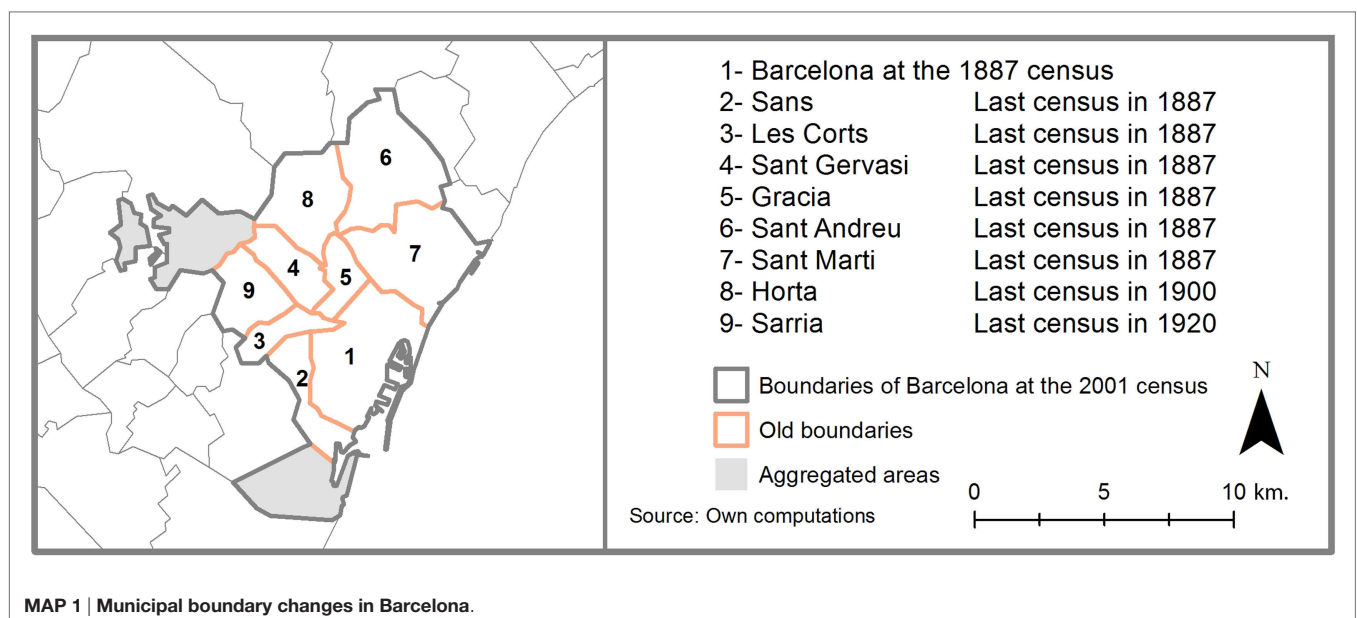 6
8
7
4
5
9
3
1
2
1- Barcelona at the 1887 census
2- Sans Last census in 1887
3- Les Corts Last census in 1887
4- Sant Gervasi Last census in 1887
5- Gracia Last census in 1887
6- Sant Andreu Last census in 1887
7- Sant Marti Last census in 1887
8- Horta Last census in 1900
9- Sarria Last census in 1920
Boundaries of Barcelona at the 2001 census
Old boundaries
Aggregated areas
Source: Own computations
N
0 5 10 km.
MAP 1 | Municipal boundary changes in Barcelona.